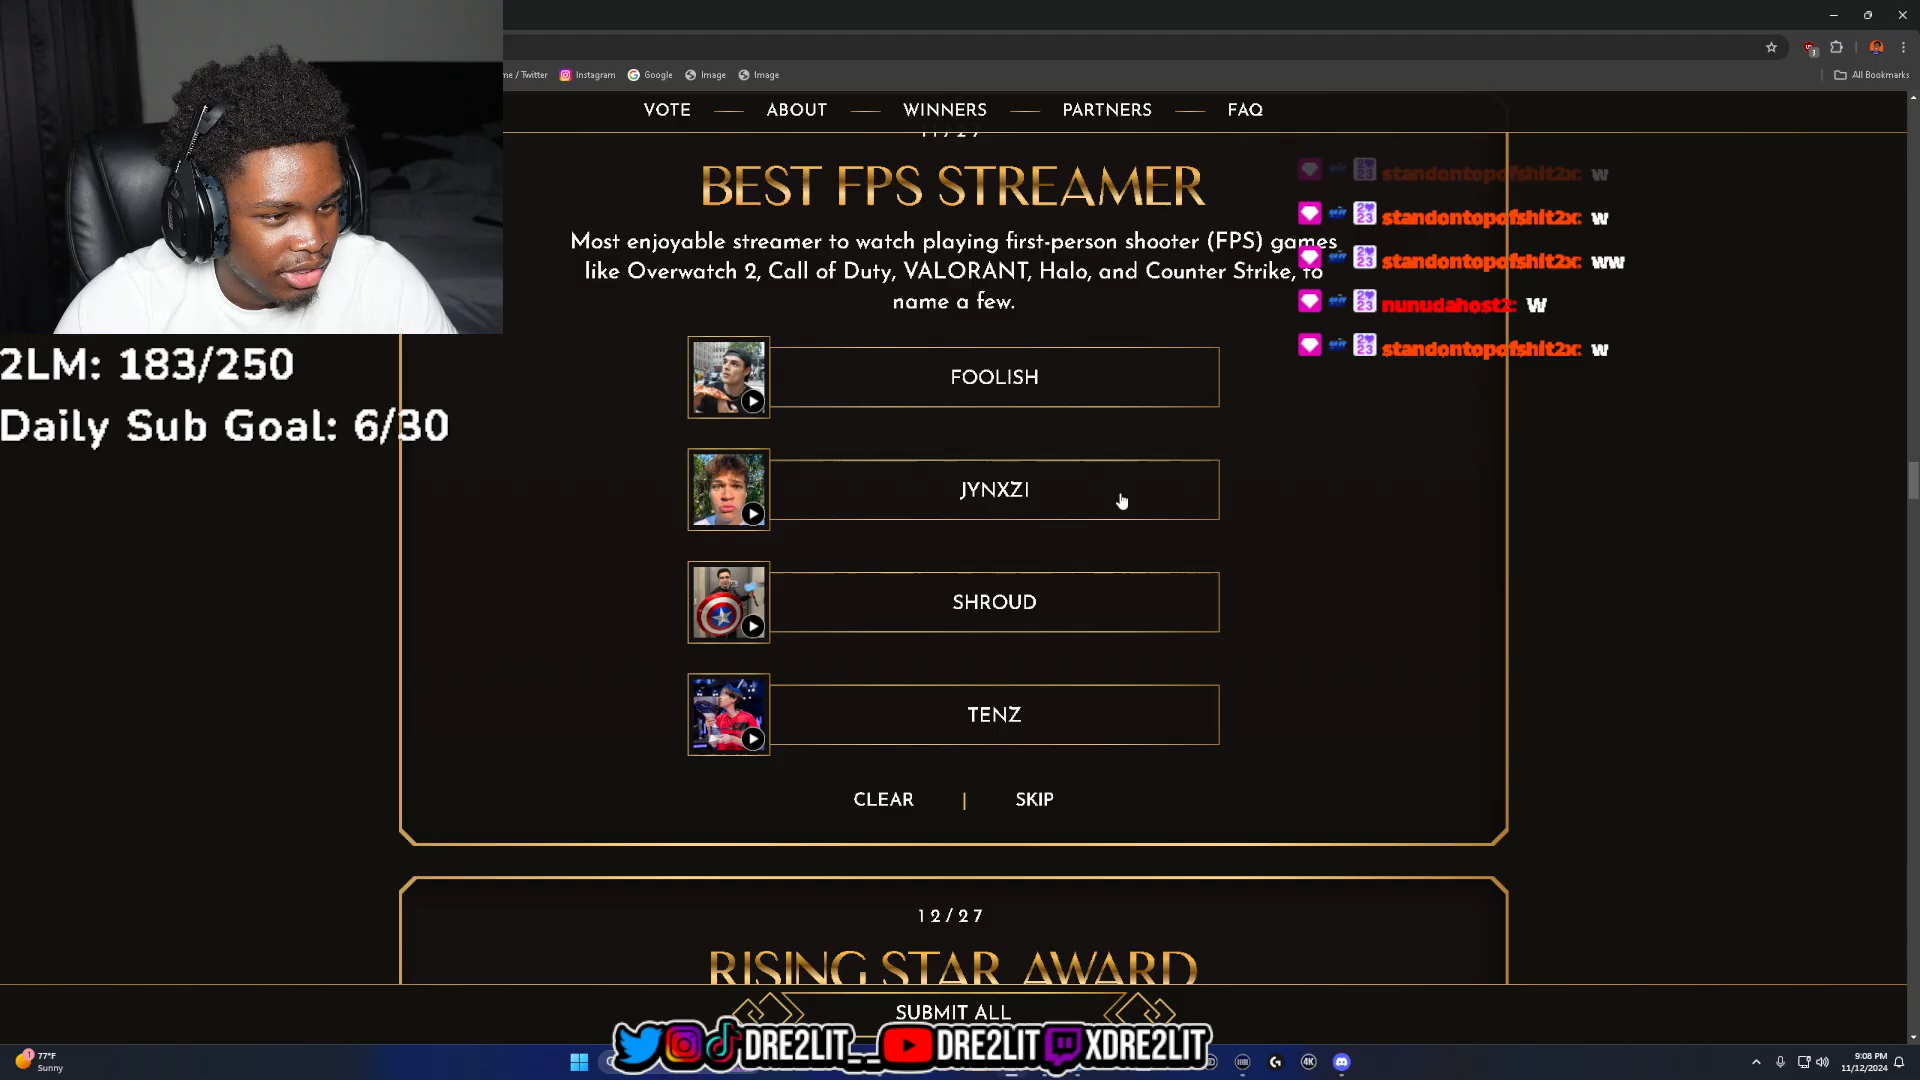 me / Twitter
Instagram
Google
Image
Image
All Bookmarks
VOTE
ABOUT
WINNERS
PARTNERS
FAQ
11/27
BEST FPS STREAMER
Most enjoyable streamer to watch playing first-person shooter (FPS) games
like Overwatch 2, Call of Duty, VALORANT, Halo, and Counter Strike, to
name a few.
standontopofshit2x: w
standontopofshit2x: w
standontopofshit2x: ww
nunudahost2: W
standontopofshit2x: w
2LM: 183/250
Daily Sub Goal: 6/30
FOOLISH
JYNXZI
SHROUD
TENZ
CLEAR | SKIP
12/27
RISING STAR AWARD
SUBMIT ALL
DRE2LIT__ DRE2LIT XDRE2LIT
77°F
Sunny
4K
9:08 PM
11/12/2024